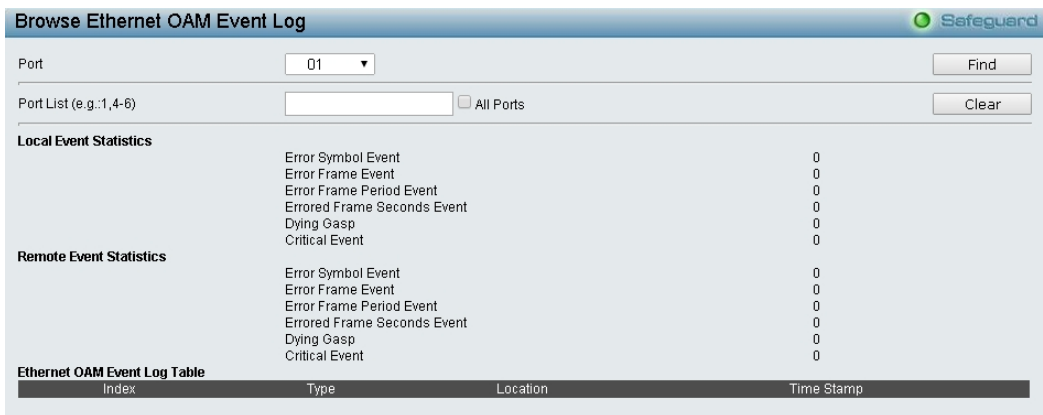 Browse Ethernet OAM Event Log Safeguard
Port 01 Find
Port List (e.g.:1,4-6) All Ports Clear
Local Event Statistics
Error Symbol Event 0
Error Frame Event 0
Error Frame Period Event 0
Errored Frame Seconds Event 0
Dying Gasp 0
Critical Event 0
Remote Event Statistics
Error Symbol Event 0
Error Frame Event 0
Error Frame Period Event 0
Errored Frame Seconds Event 0
Dying Gasp 0
Critical Event 0
Ethernet OAM Event Log Table
Index Type Location Time Stamp